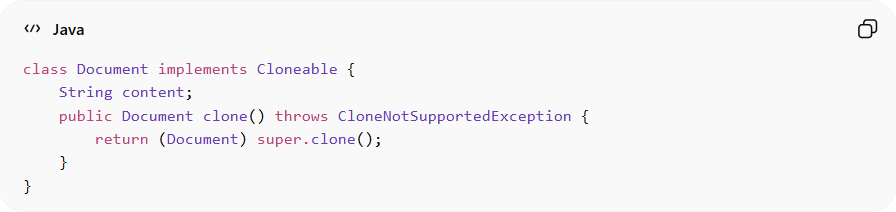 </> Java
class Document implements Cloneable {
    String content;
    public Document clone() throws CloneNotSupportedException {
        return (Document) super.clone();
    }
}